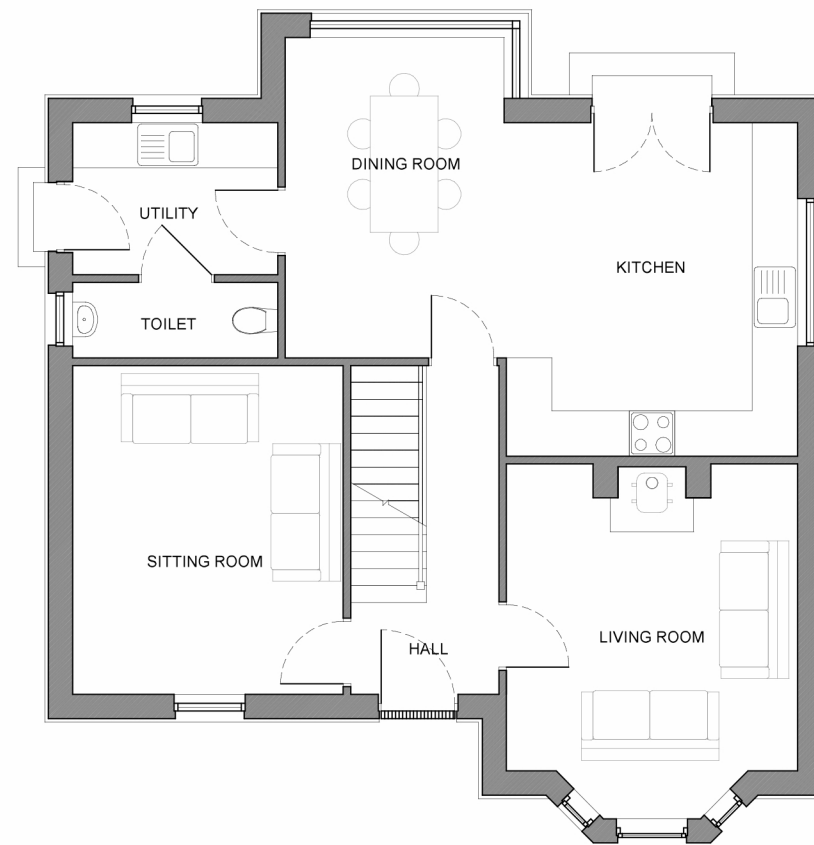 DINING ROOM
UTILITY
KITCHEN
TOILET
SITTING ROOM
LIVING ROOM
HALL